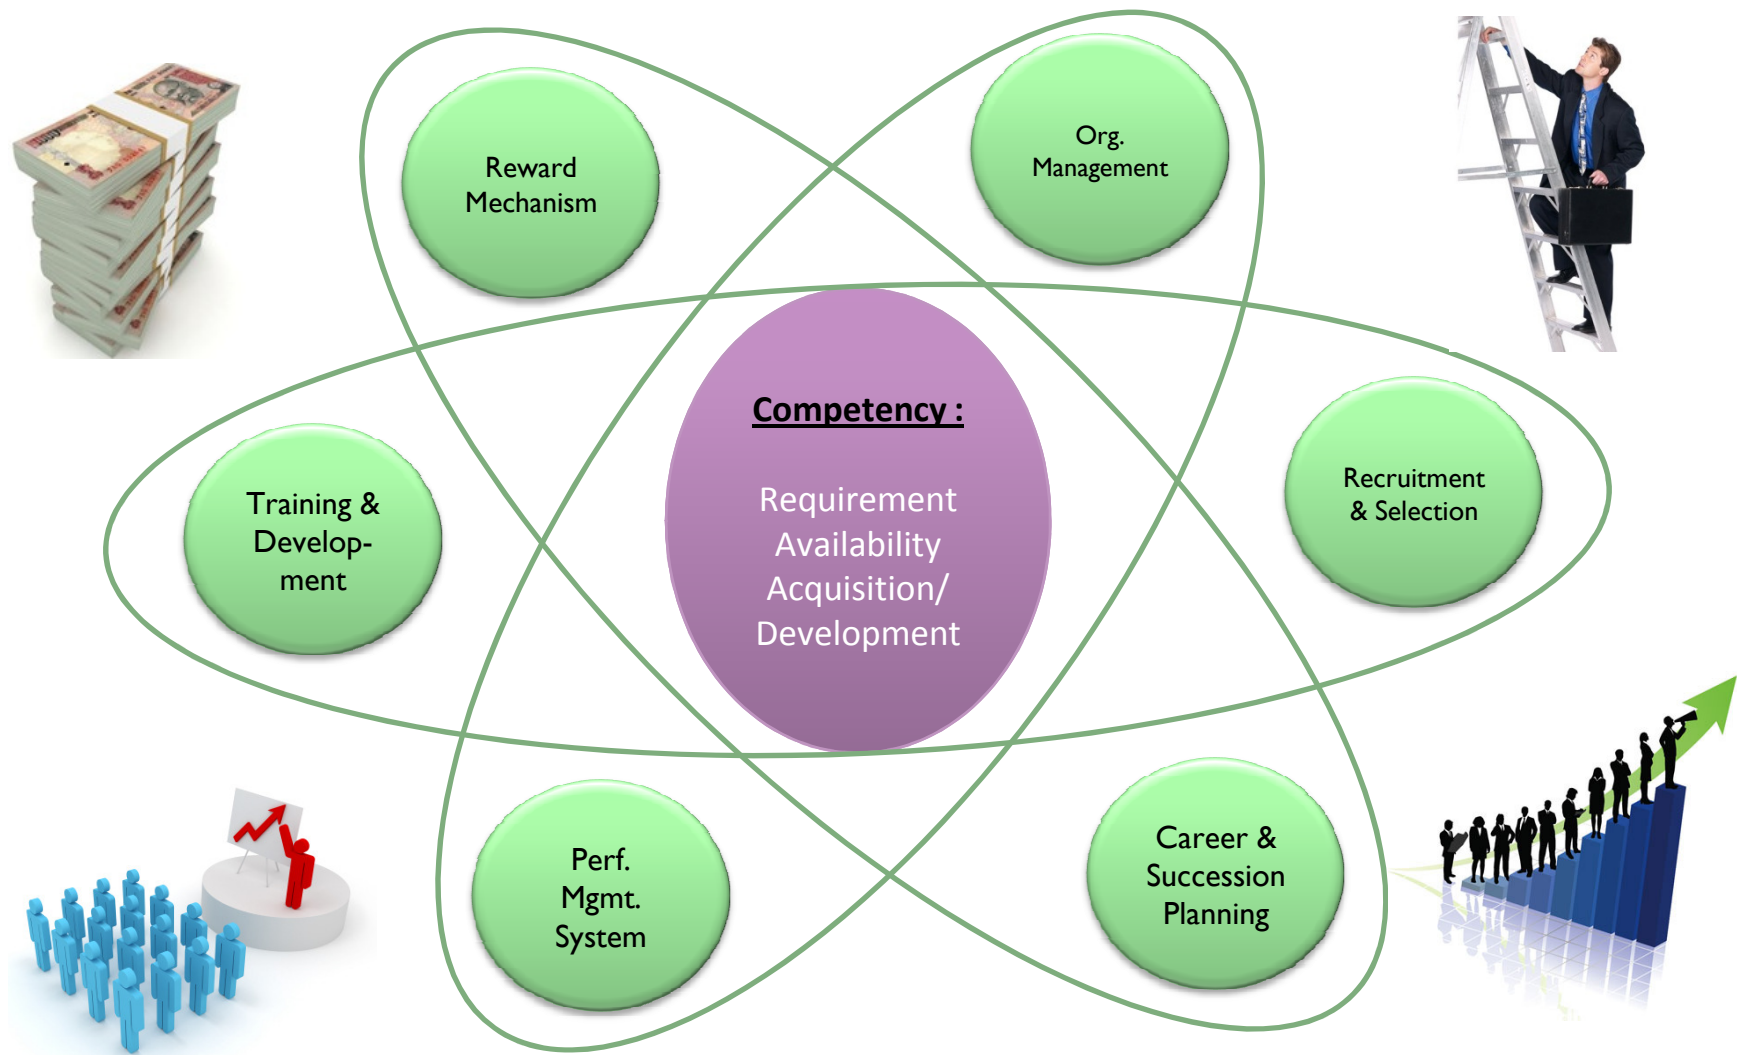 Reward
Mechanism
Org.
Management
Competency :
Requirement
Availability
Acquisition/
Development
Recruitment
& Selection
Training &
Develop-
ment
Perf.
Mgmt.
System
Career &
Succession
Planning